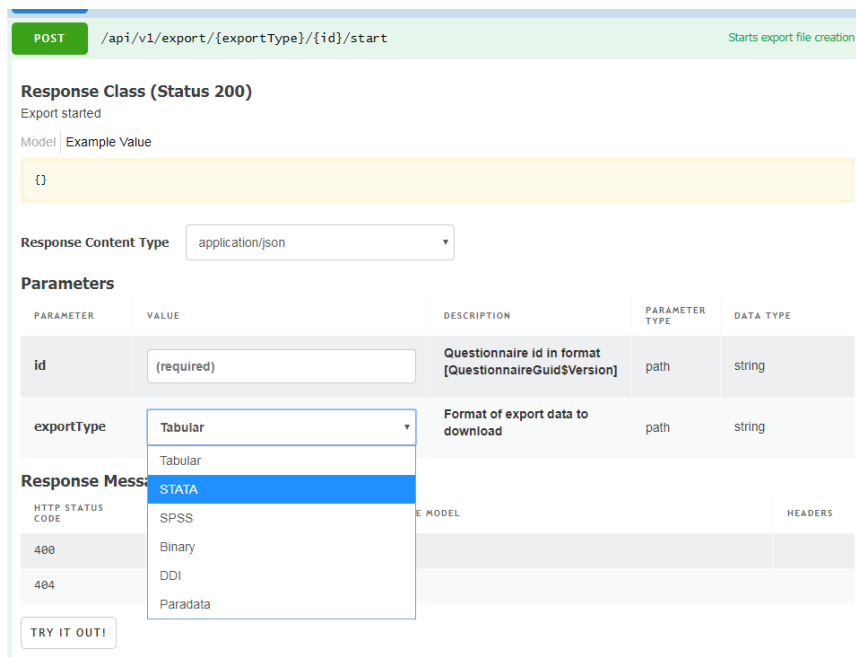 POST /api/v1/export/{exportType}/{id}/start Starts export file creation
Response Class (Status 200)
Export started
Model Example Value
{}
Response Content Type application/json
Parameters
PARAMETER VALUE DESCRIPTION PARAMETER TYPE DATA TYPE
id (required) Questionnaire id in format [QuestionnaireGuid$Version] path string
exportType Tabular Format of export data to download path string
Tabular
STATA
SPSS
Binary
DDI
Paradata
Response Messa
HTTP STATUS CODE E MODEL HEADERS
400
404
TRY IT OUT!